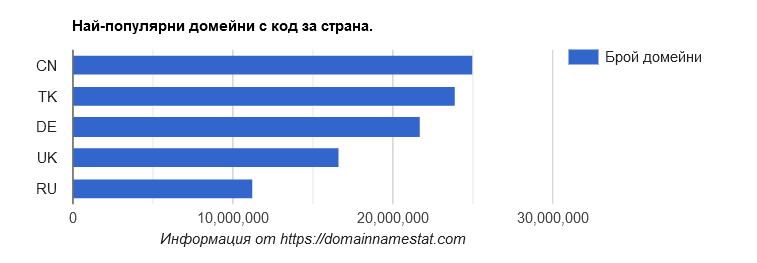 Най-популярни домейни с код за страна.
Брой домейни
CN
TK
DE
UK
RU
0 10,000,000 20,000,000 30,000,000
Информация от https://domainnamestat.com